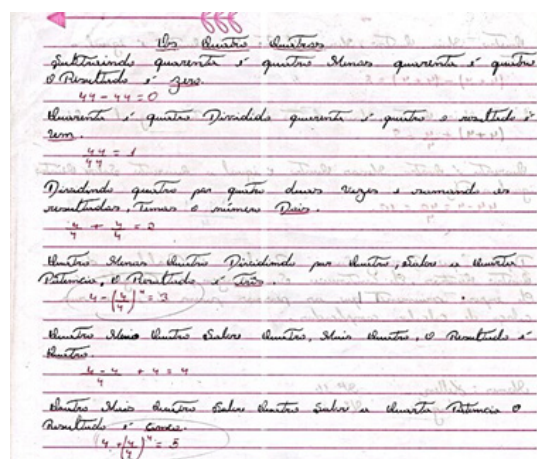 Os Quatro Quatros
Subtraindo quarenta e quatro Menos quarenta e quatro
o Resultado é zero.
44 - 44 = 0
Quarenta e quatro Dividido quarenta e quatro o resultado é
um.
44/44 = 1
Dividindo quatro por quatro duas vezes e somando os
resultados, Temos o número Dois.
4/4 + 4/4 = 2
Quatro Menos Quatro Dividindo por Quatro, Sobre a Quarta
Potencia, o Resultado é três.
4 - (4/4)^4 = 3
Quatro Meno Quatro Sobre Quatro, Mais Quatro, o Resultado é
Quatro.
4 - 4/4 + 4 = 4
Quatro Mais Quatro Sobre Quatro Sobre a Quarta Potencia o
Resultado é cinco.
(4 + (4/4)^4 = 5